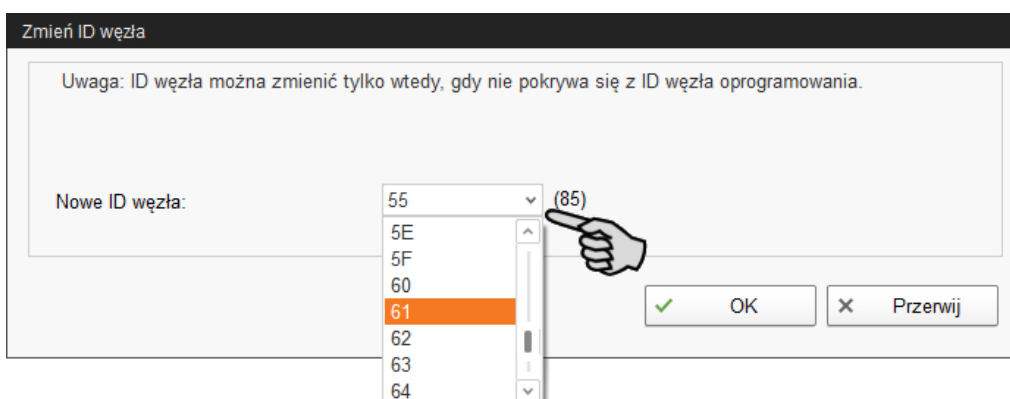 Zmień ID węzła
Uwaga: ID węzła można zmienić tylko wtedy, gdy nie pokrywa się z ID węzła oprogramowania.
Nowe ID węzła: 55 (85)
5E
5F
60
61
62
63
64
OK Przerwij